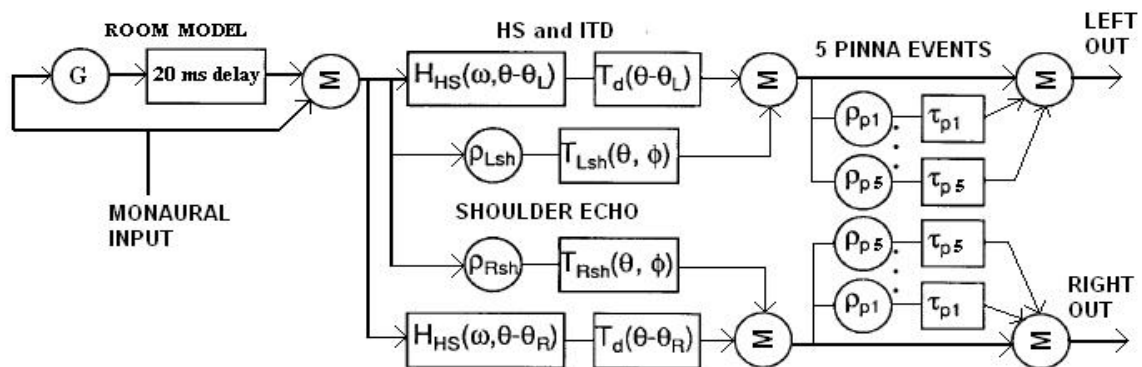 ROOM MODEL
HS and ITD
5 PINNA EVENTS
LEFT
OUT
G
20 ms delay
M
H_HS(ω,θ-θ_L)
T_d(θ-θ_L)
M
M
ρ_p1
τ_p1
ρ_Lsh
T_Lsh(θ, φ)
ρ_p5
τ_p5
MONAURAL
INPUT
SHOULDER ECHO
ρ_p5
τ_p5
ρ_Rsh
T_Rsh(θ, φ)
ρ_p1
τ_p1
RIGHT
OUT
H_HS(ω,θ-θ_R)
T_d(θ-θ_R)
M
M